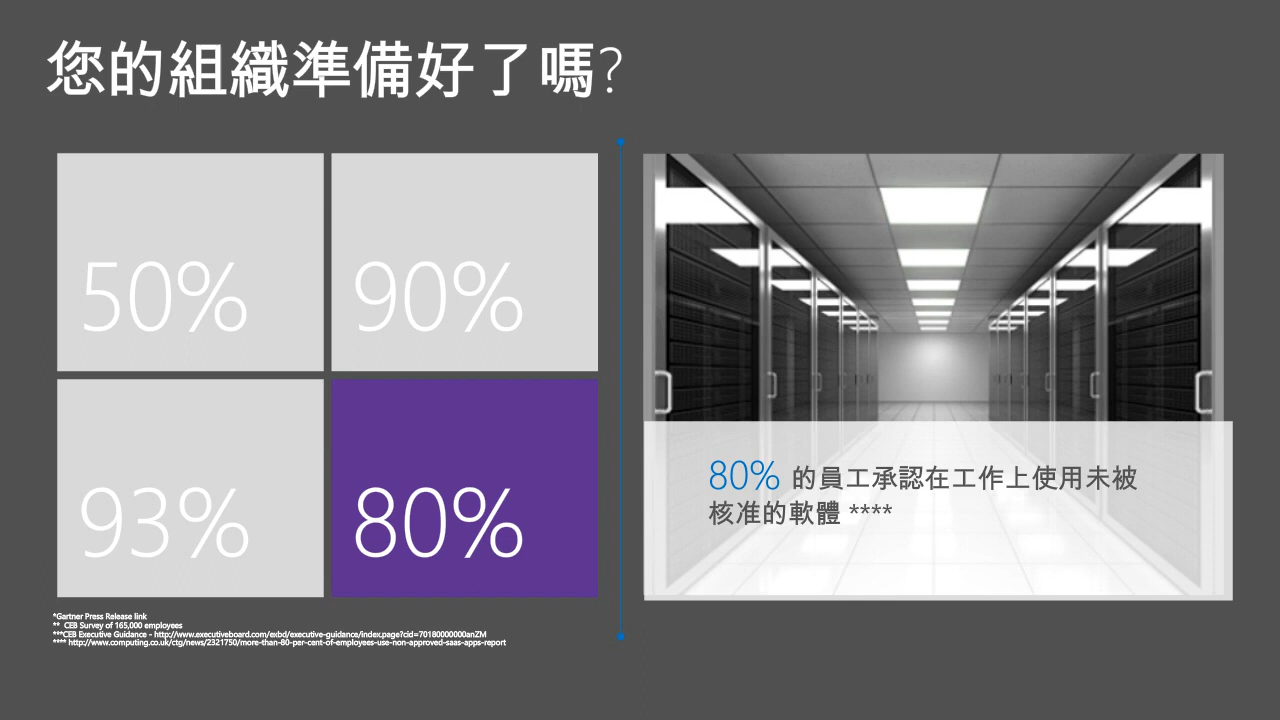 您的組織準備好了嗎?
50%
90%
93%
80%
80% 的員工承認在工作上使用未被
核准的軟體 ****
*Gartner Press Release link
** CEB Survey of 165,000 employees
***CEB Executive Guidance - http://www.executiveboard.com/exbd/executive-guidance/index.page?cid=70180000000anZM
**** http://www.computing.co.uk/ctg/news/2321750/more-than-80-per-cent-of-employees-use-non-approved-saas-apps-report